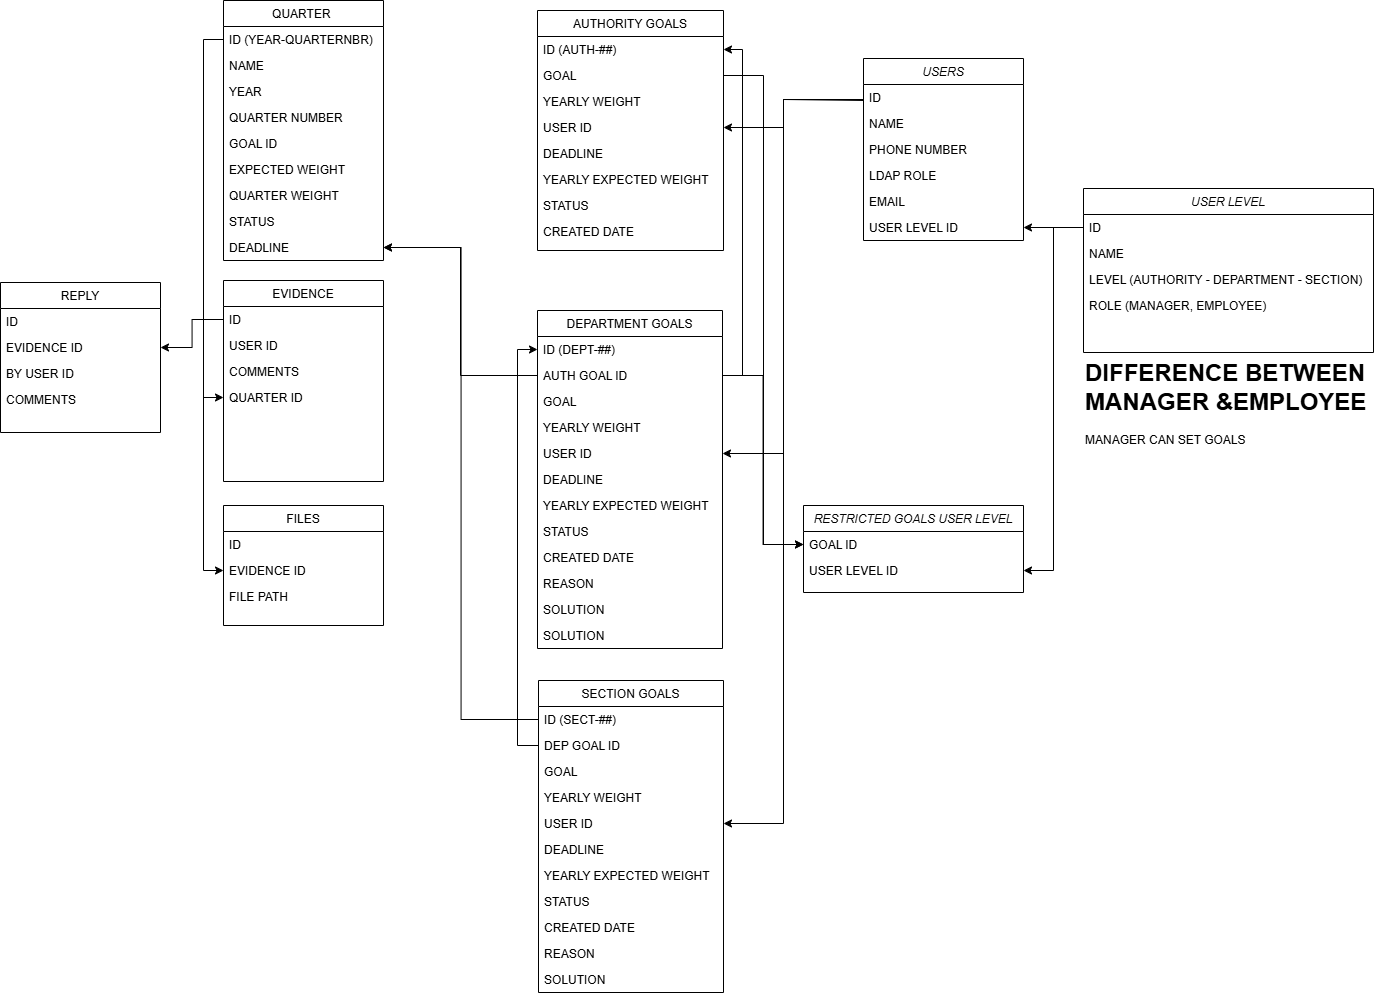 QUARTER
ID (YEAR-QUARTERNBR)
NAME
YEAR
QUARTER NUMBER
GOAL ID
EXPECTED WEIGHT
QUARTER WEIGHT
STATUS
DEADLINE
REPLY
ID
EVIDENCE ID
BY USER ID
COMMENTS
EVIDENCE
ID
USER ID
COMMENTS
QUARTER ID
FILES
ID
EVIDENCE ID
FILE PATH
AUTHORITY GOALS
ID (AUTH-##)
GOAL
YEARLY WEIGHT
USER ID
DEADLINE
YEARLY EXPECTED WEIGHT
STATUS
CREATED DATE
DEPARTMENT GOALS
ID (DEPT-##)
AUTH GOAL ID
GOAL
YEARLY WEIGHT
USER ID
DEADLINE
YEARLY EXPECTED WEIGHT
STATUS
CREATED DATE
REASON
SOLUTION
SOLUTION
SECTION GOALS
ID (SECT-##)
DEP GOAL ID
GOAL
YEARLY WEIGHT
USER ID
DEADLINE
YEARLY EXPECTED WEIGHT
STATUS
CREATED DATE
REASON
SOLUTION
USERS
ID
NAME
PHONE NUMBER
LDAP ROLE
EMAIL
USER LEVEL ID
USER LEVEL
ID
NAME
LEVEL (AUTHORITY - DEPARTMENT - SECTION)
ROLE (MANAGER, EMPLOYEE)
DIFFERENCE BETWEEN
MANAGER &EMPLOYEE
MANAGER CAN SET GOALS
RESTRICTED GOALS USER LEVEL
GOAL ID
USER LEVEL ID